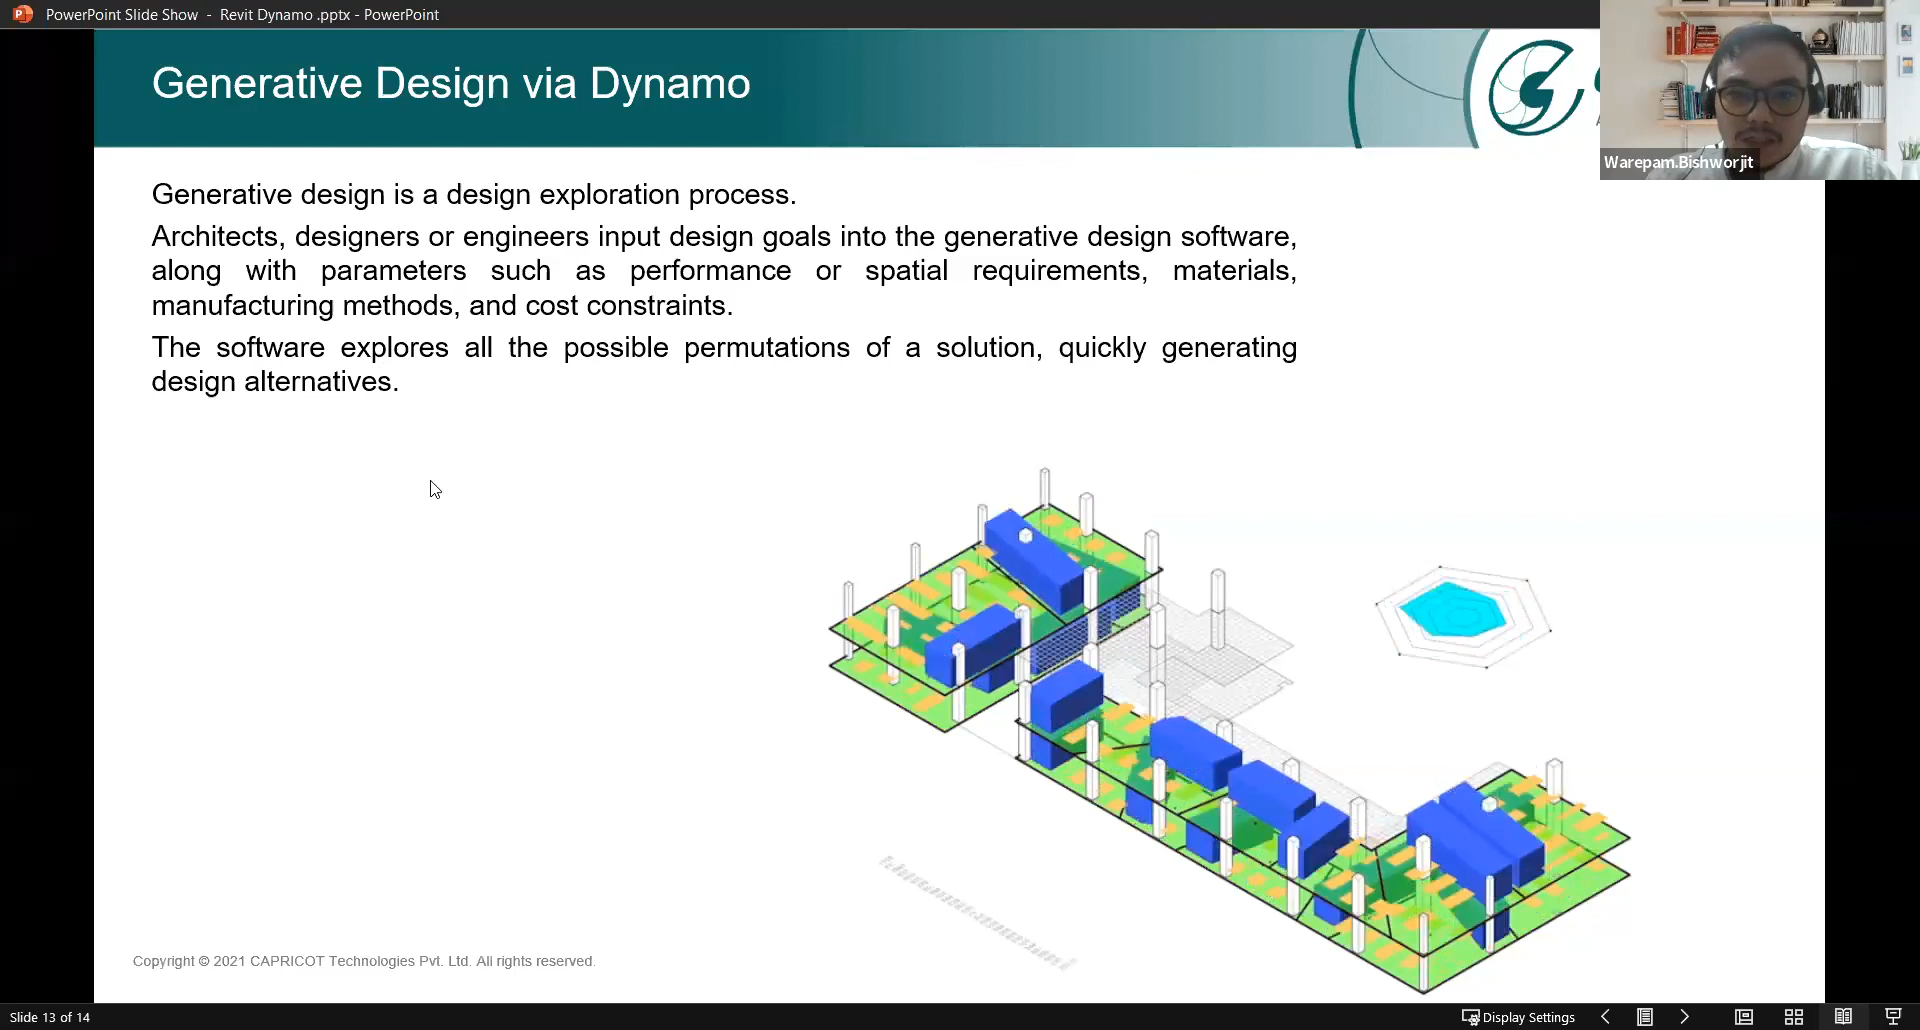 PowerPoint Slide Show - Revit Dynamo .pptx - PowerPoint
Generative Design via Dynamo
Warepam.Bishworjit
Generative design is a design exploration process.
Architects, designers or engineers input design goals into the generative design software,
along with parameters such as performance or spatial requirements, materials,
manufacturing methods, and cost constraints.
The software explores all the possible permutations of a solution, quickly generating
design alternatives.
Copyright © 2021 CAPRICOT Technologies Pvt. Ltd. All rights reserved.
Slide 13 of 14
Display Settings